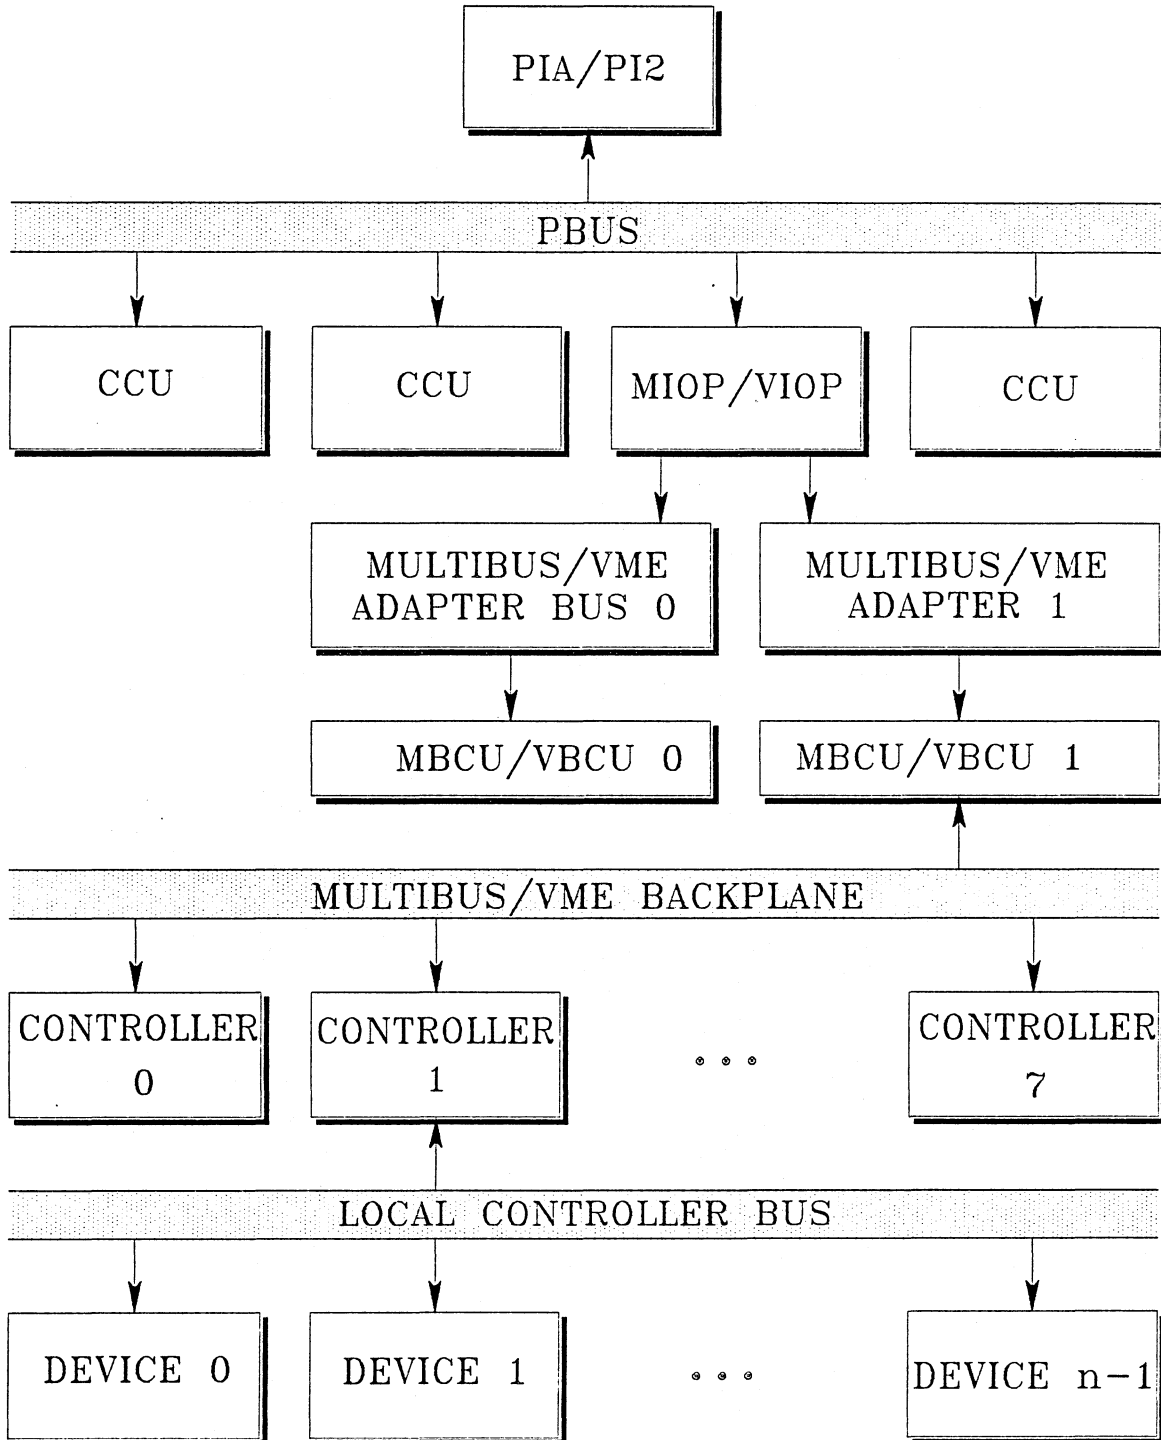 PIA/PI2
PBUS
CCU
CCU
MIOP/VIOP
CCU
MULTIBUS/VME
ADAPTER BUS 0
MULTIBUS/VME
ADAPTER 1
MBCU/VBCU 0
MBCU/VBCU 1
MULTIBUS/VME BACKPLANE
CONTROLLER
0
CONTROLLER
1
...
CONTROLLER
7
LOCAL CONTROLLER BUS
DEVICE 0
DEVICE 1
...
DEVICE n-1